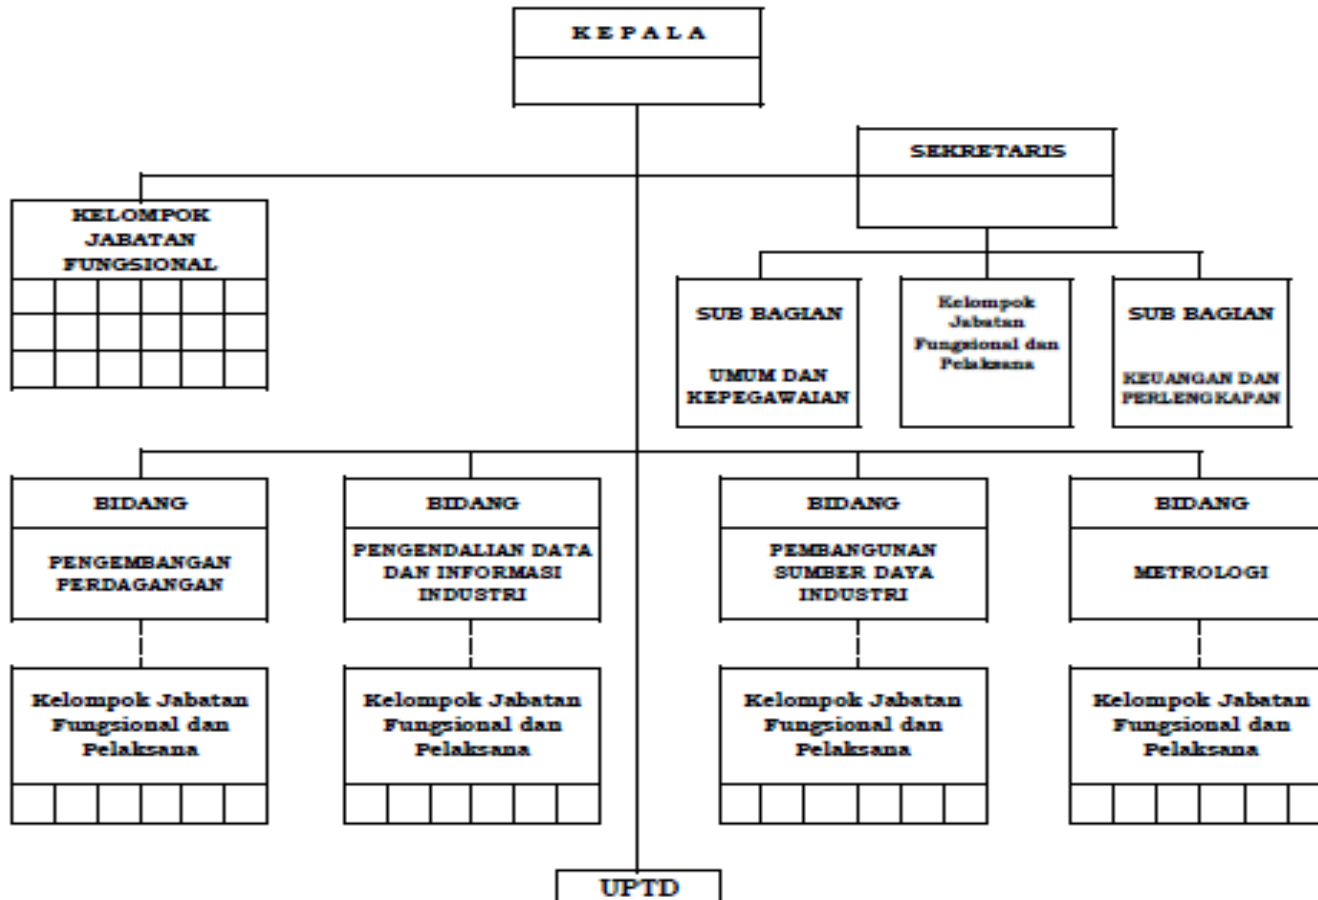 K E P A L A
SEKRETARIS
KELOMPOK
JABATAN
FUNGSIONAL
SUB BAGIAN
UMUM DAN
KEPEGAWAIAN
Kelompok
Jabatan
Fungsional dan
Pelaksana
SUB BAGIAN
KEUANGAN DAN
PERLENGKAPAN
BIDANG
PENGEMBANGAN
PERDAGANGAN
BIDANG
PENGENDALIAN DATA
DAN INFORMASI
INDUSTRI
BIDANG
PEMBANGUNAN
SUMBER DAYA
INDUSTRI
BIDANG
METROLOGI
Kelompok Jabatan
Fungsional dan
Pelaksana
Kelompok Jabatan
Fungsional dan
Pelaksana
Kelompok Jabatan
Fungsional dan
Pelaksana
Kelompok Jabatan
Fungsional dan
Pelaksana
UPTD